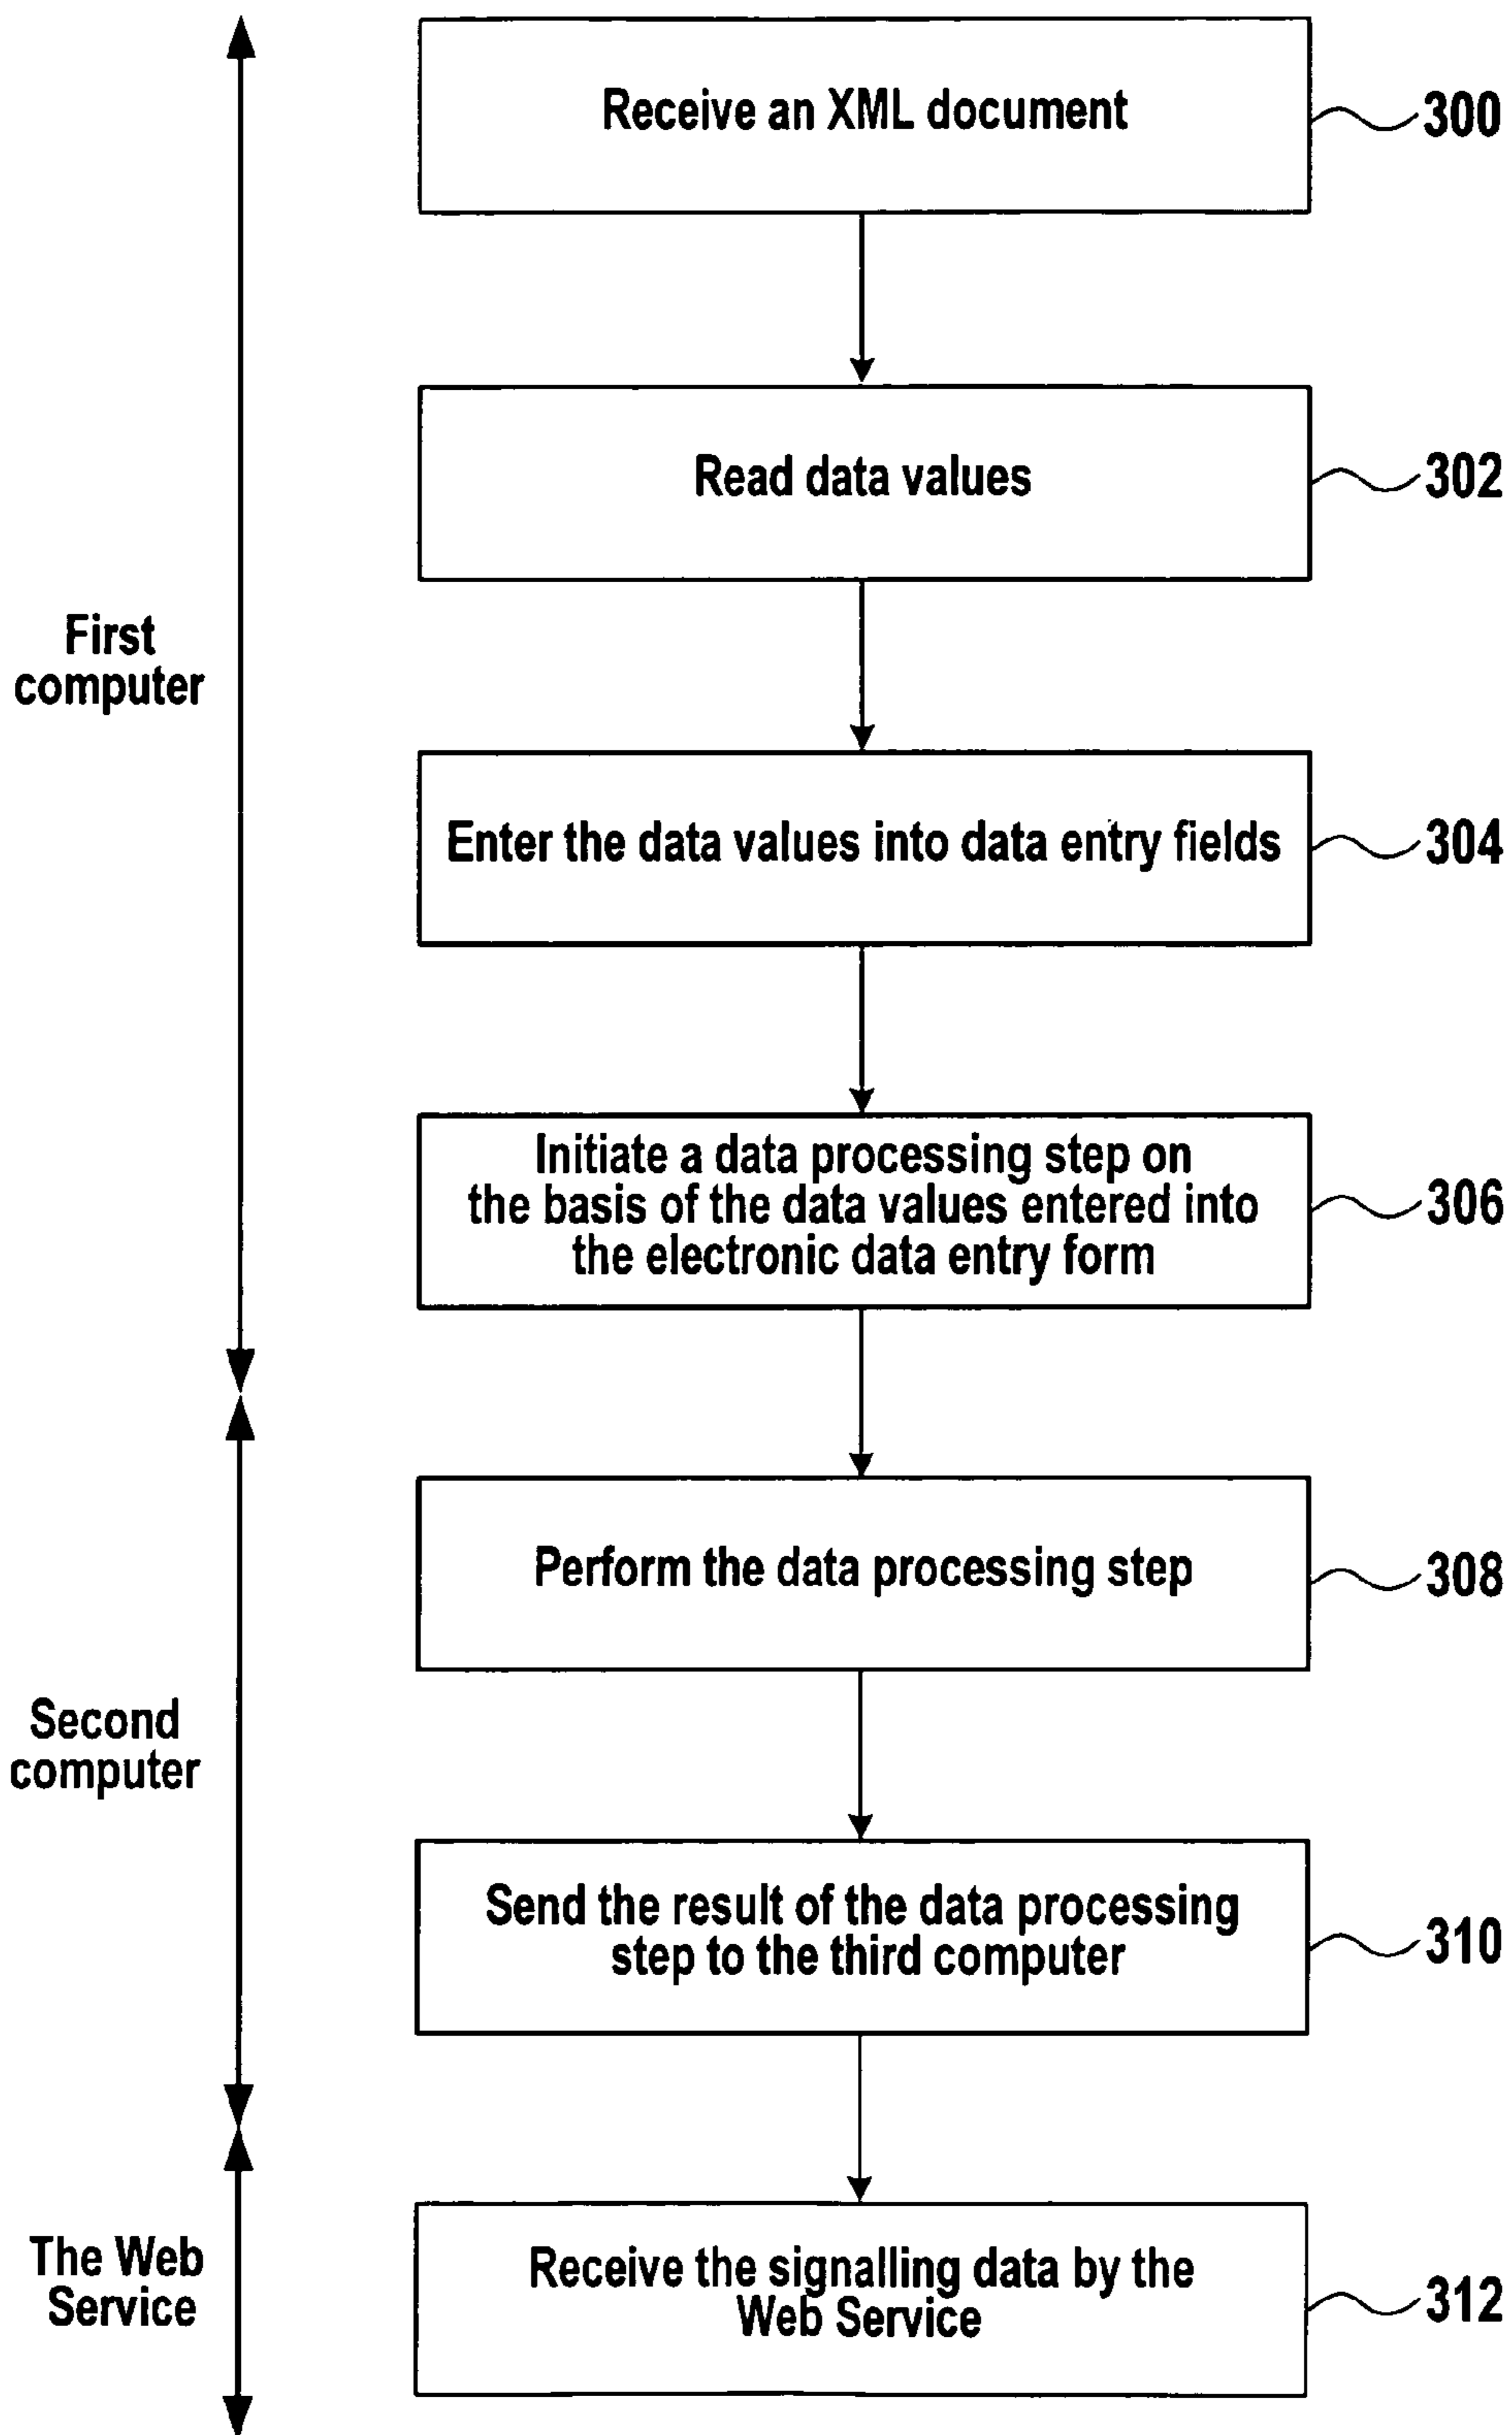 Receive an XML document
300
Read data values
302
First
computer
Enter the data values into data entry fields
304
Initiate a data processing step on
the basis of the data values entered into
the electronic data entry form
306
Perform the data processing step
308
Second
computer
Send the result of the data processing
step to the third computer
310
The Web
Service
Receive the signalling data by the
Web Service
312